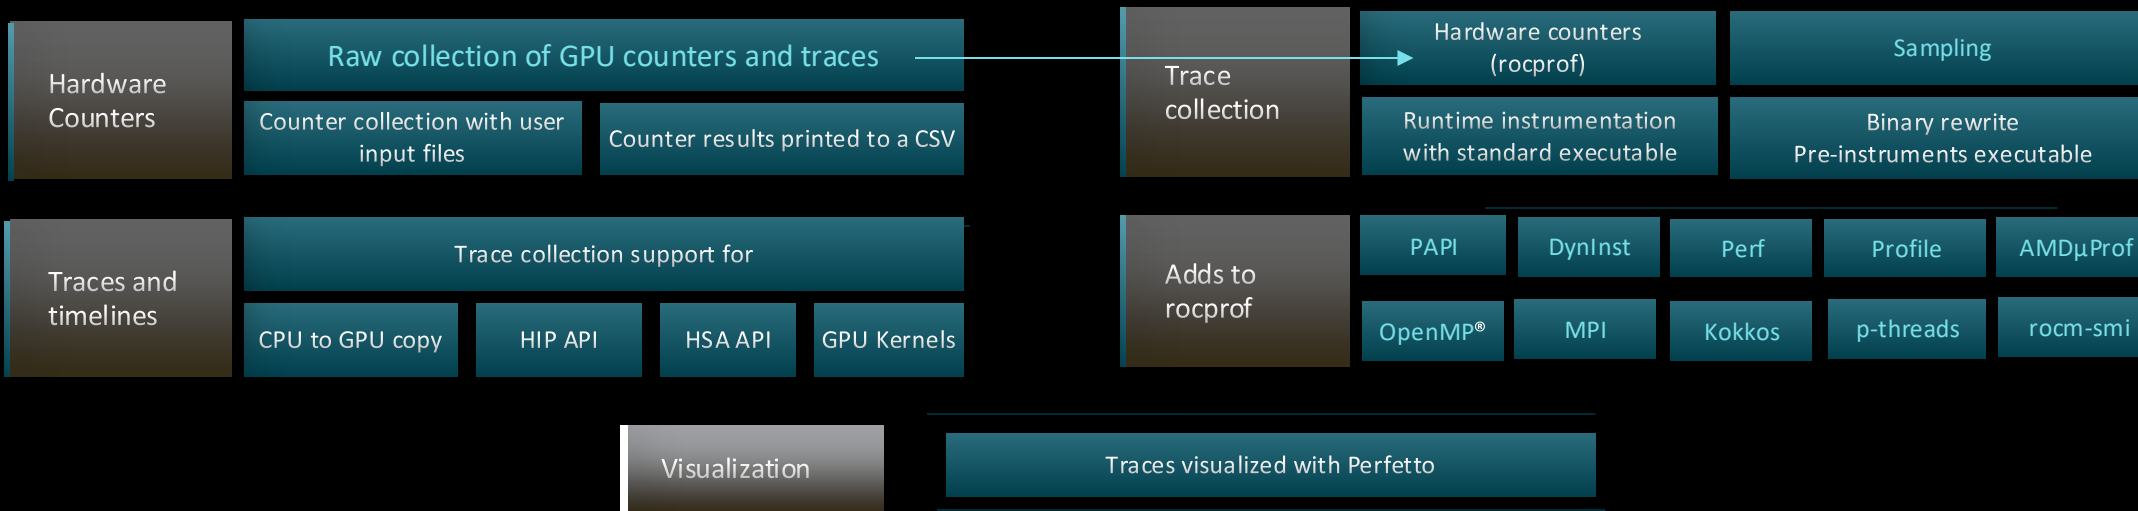 Hardware
Counters
Raw collection of GPU counters and traces
Counter collection with user
input files
Counter results printed to a CSV
Traces and
timelines
Trace collection support for
CPU to GPU copy
HIP API
HSA API
GPU Kernels
Trace
collection
Hardware counters
(rocprof)
Sampling
Runtime instrumentation
with standard executable
Binary rewrite
Pre-instruments executable
Adds to
rocprof
PAPI
DynInst
Perf
Profile
AMDµProf
OpenMP®
MPI
Kokkos
p-threads
rocm-smi
Visualization
Traces visualized with Perfetto